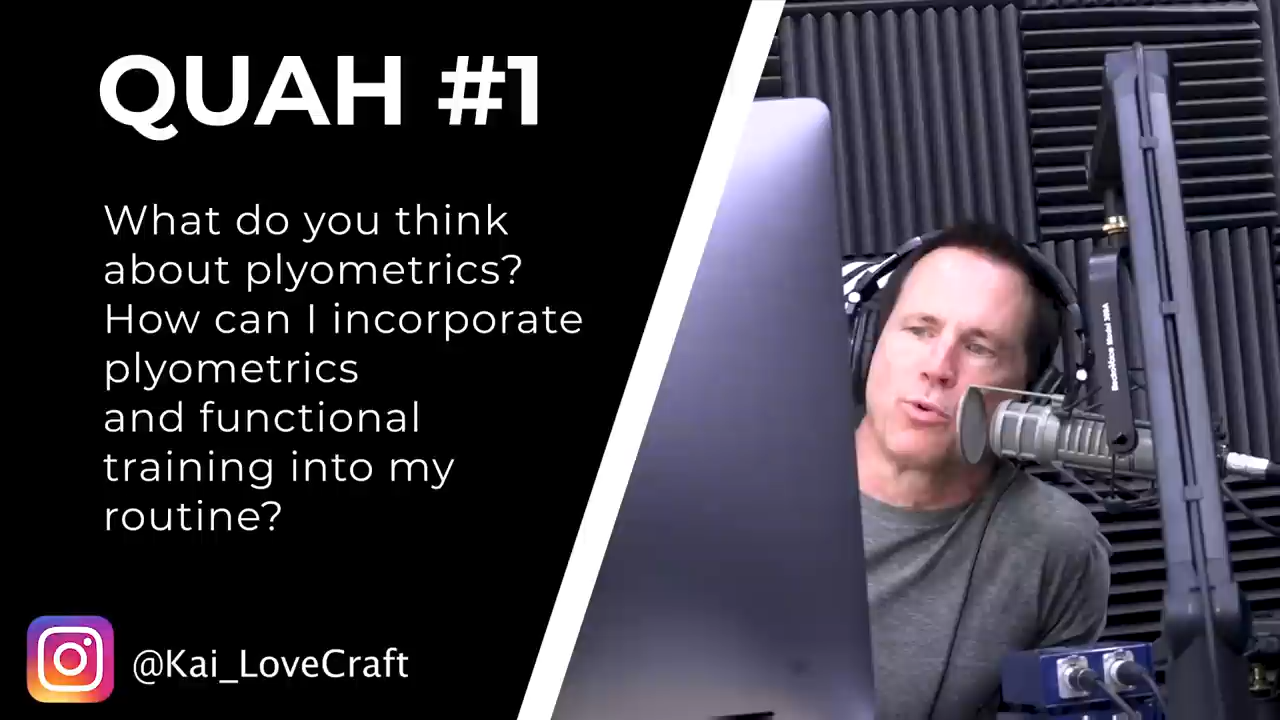 QUAH #1
What do you think
about plyometrics?
How can I incorporate
plyometrics
and functional
training into my
routine?
@Kai_LoveCraft